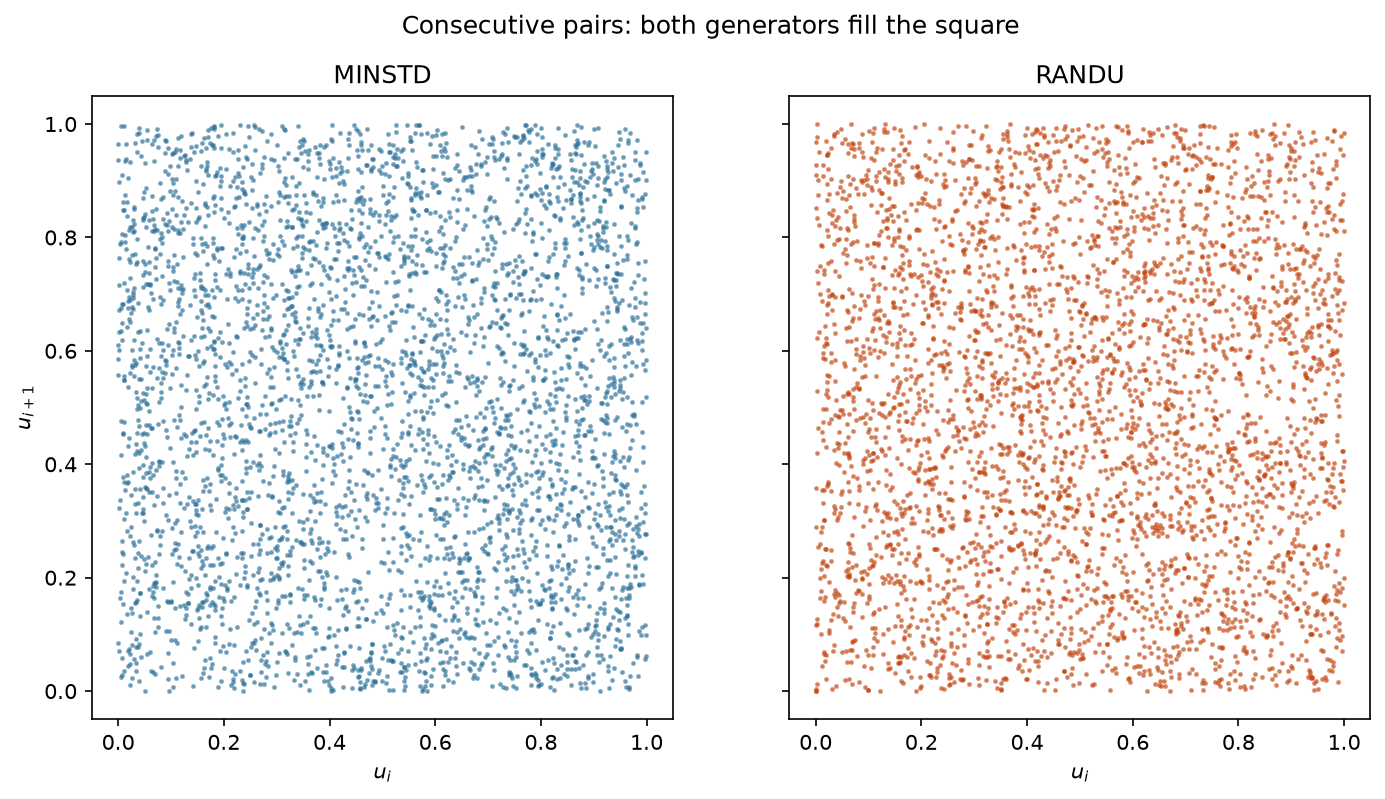 Consecutive pairs: both generators fill the square
MINSTD
RANDU
1.0
0.8
0.6
0.4
0.2
0.0
u_{i+1}
0.0 0.2 0.4 0.6 0.8 1.0
0.0 0.2 0.4 0.6 0.8 1.0
u_i
u_i